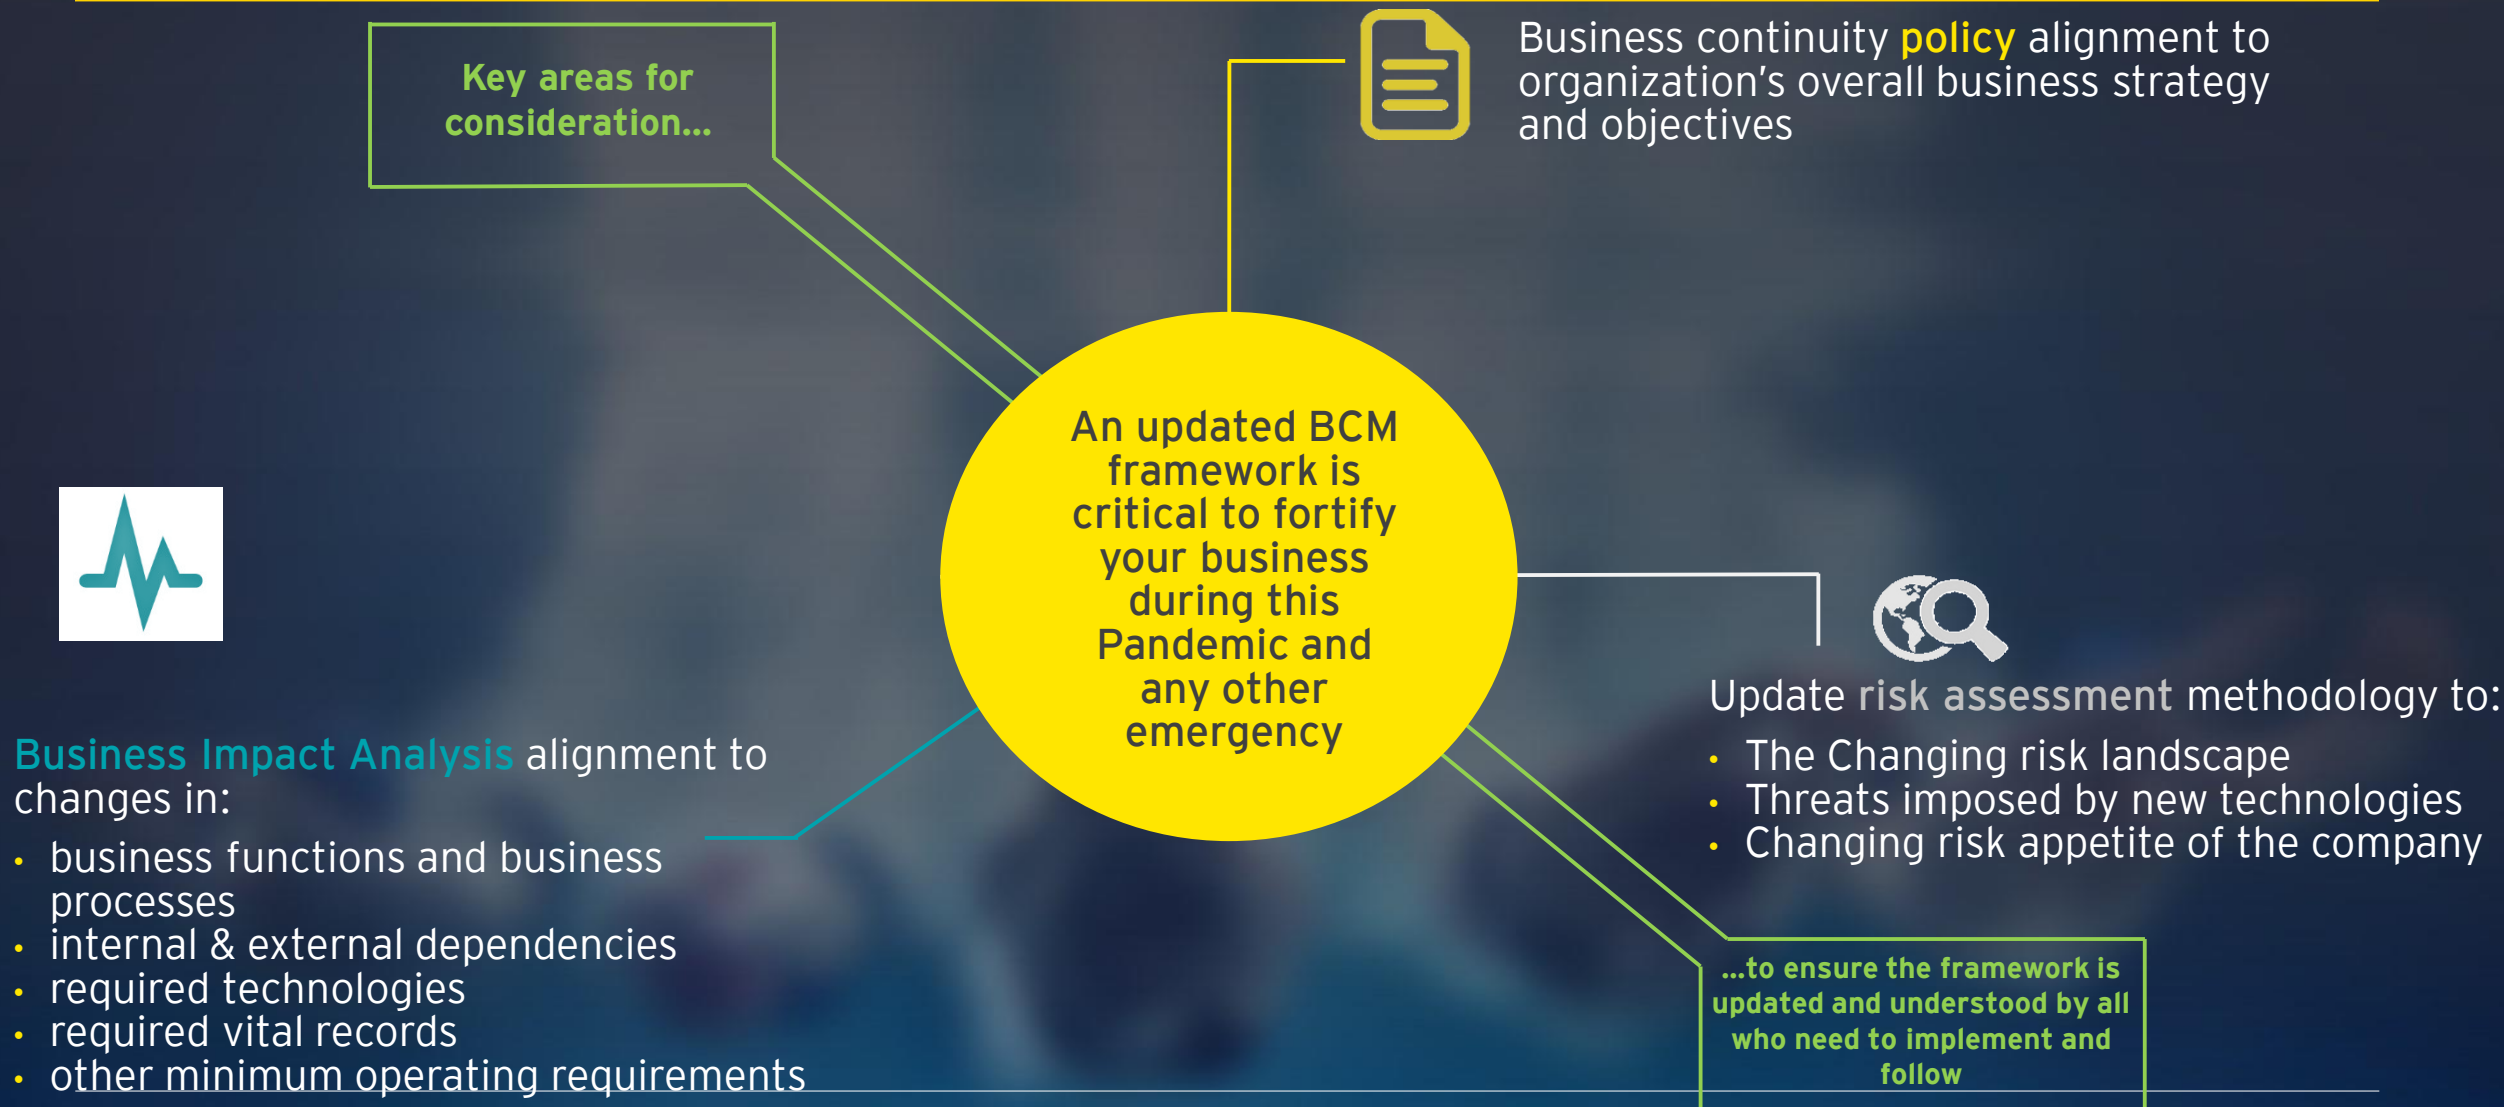 Key areas for
consideration...
Business continuity policy alignment to
organization's overall business strategy
and objectives
An updated BCM
framework is
critical to fortify
your business
during this
Pandemic and
any other
emergency
Update risk assessment methodology to:
• The Changing risk landscape
• Threats imposed by new technologies
• Changing risk appetite of the company
Business Impact Analysis alignment to
changes in:
• business functions and business
processes
• internal & external dependencies
• required technologies
• required vital records
• other minimum operating requirements
...to ensure the framework is
updated and understood by all
who need to implement and
follow